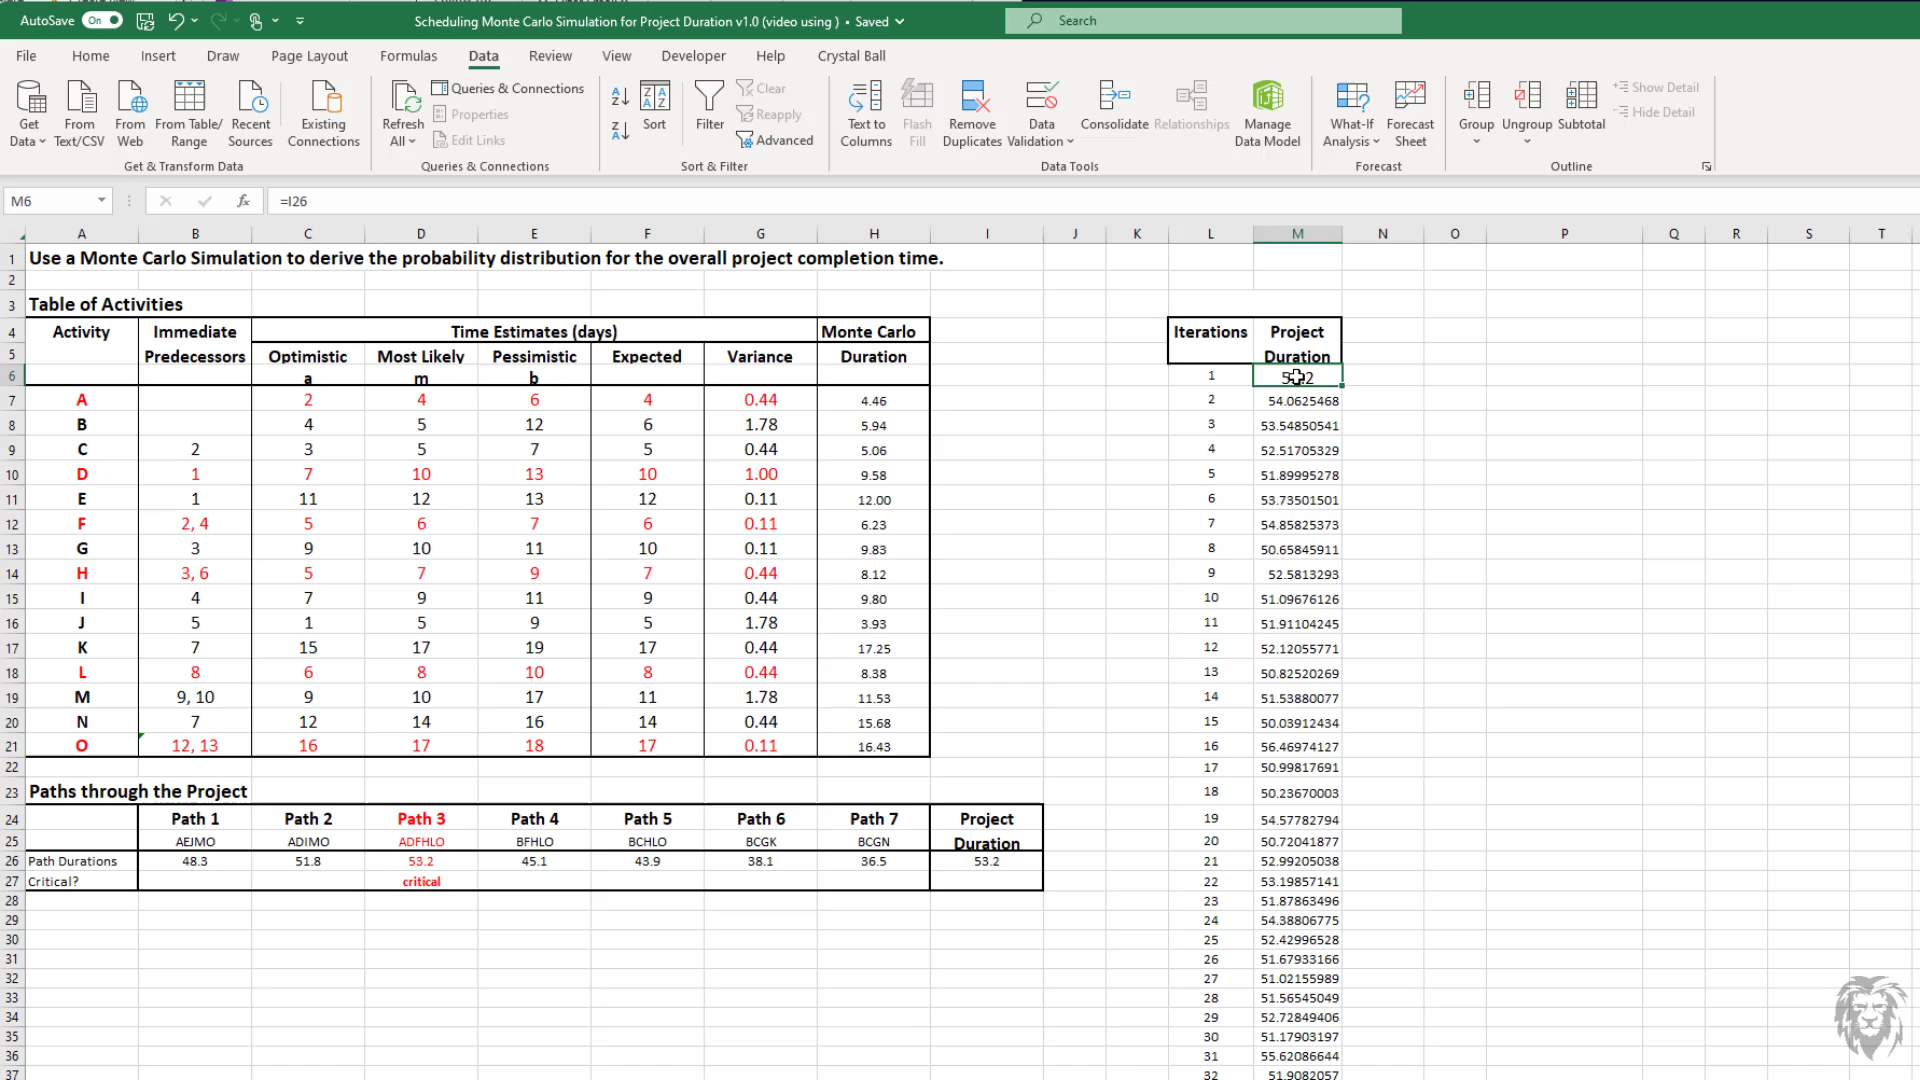 AutoSave On Scheduling Monte Carlo Simulation for Project Duration v1.0 (video using ) • Saved Search
File Home Insert Draw Page Layout Formulas Data Review View Developer Help Crystal Ball
Get Data From Text/CSV From Web From Table/ Range Recent Sources Existing Connections Refresh All Queries & Connections Properties Edit Links Sort Filter Clear Reapply Advanced Text to Columns Flash Fill Remove Duplicates Data Validation Consolidate Relationships Manage Data Model What-If Analysis Forecast Sheet Group Ungroup Subtotal Show Detail Hide Detail
Get & Transform Data Queries & Connections Sort & Filter Data Tools Forecast Outline
M6 fx =I26
A B C D E F G H I J K L M N O P Q R S T
1 Use a Monte Carlo Simulation to derive the probability distribution for the overall project completion time.
2
3 Table of Activities
4 Activity Immediate Time Estimates (days) Monte Carlo Iterations Project
5 Predecessors Optimistic Most Likely Pessimistic Expected Variance Duration Duration
6 a m b 1
7 A 2 4 6 4 0.44 4.46 2 54.0625468
8 B 4 5 12 6 1.78 5.94 3 53.54850541
9 C 2 3 5 7 5 0.44 5.06 4 52.51705329
10 D 1 7 10 13 10 1.00 9.58 5 51.89995278
11 E 1 11 12 13 12 0.11 12.00 6 53.73501501
12 F 2, 4 5 6 7 6 0.11 6.23 7 54.85825373
13 G 3 9 10 11 10 0.11 9.83 8 50.65845911
14 H 3, 6 5 7 9 7 0.44 8.12 9 52.5813293
15 I 4 7 9 11 9 0.44 9.80 10 51.09676126
16 J 5 1 5 9 5 1.78 3.93 11 51.91104245
17 K 7 15 17 19 17 0.44 17.25 12 52.12055771
18 L 8 6 8 10 8 0.44 8.38 13 50.82520269
19 M 9, 10 9 10 17 11 1.78 11.53 14 51.53880077
20 N 7 12 14 16 14 0.44 15.68 15 50.03912434
21 O 12, 13 16 17 18 17 0.11 16.43 16 56.46974127
22 17 50.99817691
23 Paths through the Project 18 50.23670003
24 Path 1 Path 2 Path 3 Path 4 Path 5 Path 6 Path 7 Project 19 54.57782794
25 AEJMO ADIMO ADFHLO BFHLO BCHLO BCGK BCGN Duration 20 50.72041877
26 Path Durations 48.3 51.8 53.2 45.1 43.9 38.1 36.5 53.2 21 52.99205038
27 Critical? critical 22 53.19857141
28 23 51.87863496
29 24 54.38806775
30 25 52.42996528
31 26 51.67933166
32 27 51.02155989
33 28 51.56545049
34 29 52.72849406
35 30 51.17903197
36 31 55.62086644
37 32 51.9082057